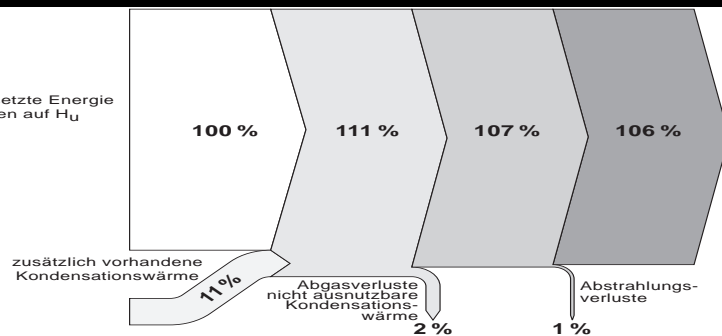 etzte Energie
en auf Hu
100 %
111 %
107 %
106 %
zusätzlich vorhandene
Kondensationswärme
11%
Abgasverluste
nicht ausnutzbare
Kondensations-
wärme
2 %
Abstrahlungs-
verluste
1 %